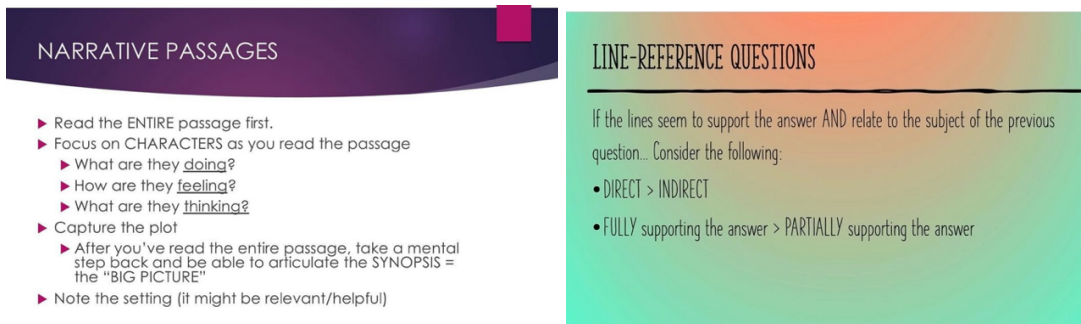 NARRATIVE PASSAGES
▶ Read the ENTIRE passage first.
▶ Focus on CHARACTERS as you read the passage
▶ What are they doing?
▶ How are they feeling?
▶ What are they thinking?
▶ Capture the plot
▶ After you've read the entire passage, take a mental
step back and be able to articulate the SYNOPSIS =
the "BIG PICTURE"
▶ Note the setting (it might be relevant/helpful)
LINE-REFERENCE QUESTIONS
If the lines seem to support the answer AND relate to the subject of the previous
question... Consider the following:
• DIRECT > INDIRECT
• FULLY supporting the answer > PARTIALLY supporting the answer